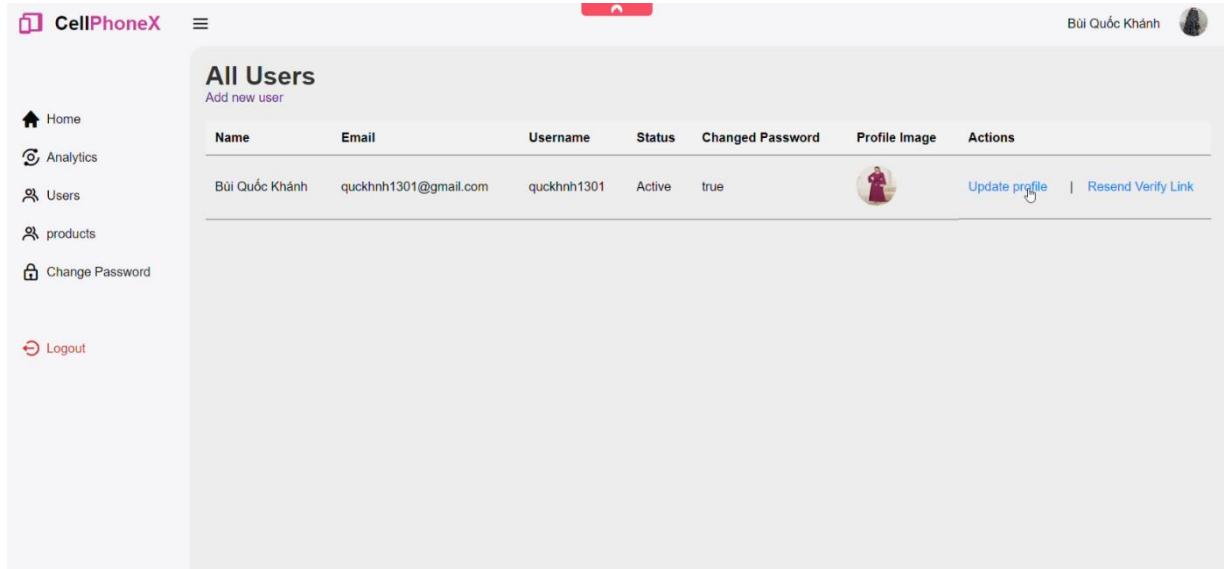 CellPhoneX
Bùi Quốc Khánh
Home
Analytics
Users
products
Change Password
Logout
All Users
Add new user
Name Email Username Status Changed Password Profile Image Actions
Bùi Quốc Khánh quckhnh1301@gmail.com quckhnh1301 Active true Update profile | Resend Verify Link